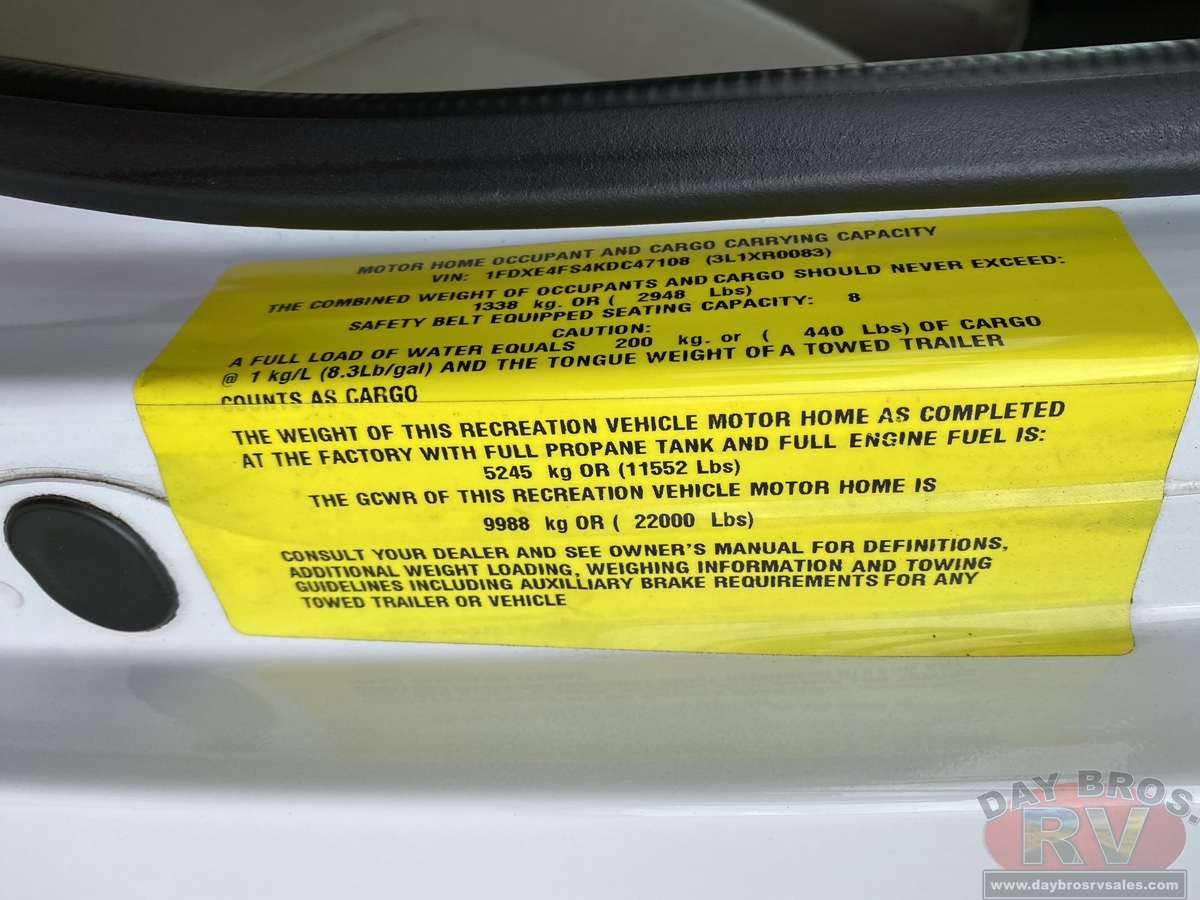 MOTOR HOME OCCUPANT AND CARGO CARRYING CAPACITY
VIN: 1FDXE4FS4KDC47108 (3L1XR0083)
THE COMBINED WEIGHT OF OCCUPANTS AND CARGO SHOULD NEVER EXCEED:
1338 kg. OR ( 2948 Lbs)
SAFETY BELT EQUIPPED SEATING CAPACITY: 8
CAUTION:
A FULL LOAD OF WATER EQUALS 200 kg. or ( 440 Lbs) OF CARGO
@ 1 kg/L (8.3Lb/gal) AND THE TONGUE WEIGHT OF A TOWED TRAILER
COUNTS AS CARGO
THE WEIGHT OF THIS RECREATION VEHICLE MOTOR HOME AS COMPLETED
AT THE FACTORY WITH FULL PROPANE TANK AND FULL ENGINE FUEL IS:
5245 kg OR (11552 Lbs)
THE GCWR OF THIS RECREATION VEHICLE MOTOR HOME IS
9988 kg OR ( 22000 Lbs)
CONSULT YOUR DEALER AND SEE OWNER'S MANUAL FOR DEFINITIONS,
ADDITIONAL WEIGHT LOADING, WEIGHING INFORMATION AND TOWING
GUIDELINES INCLUDING AUXILLIARY BRAKE REQUIREMENTS FOR ANY
TOWED TRAILER OR VEHICLE
DAY BROS.
RV
www.daybrosrvsales.com